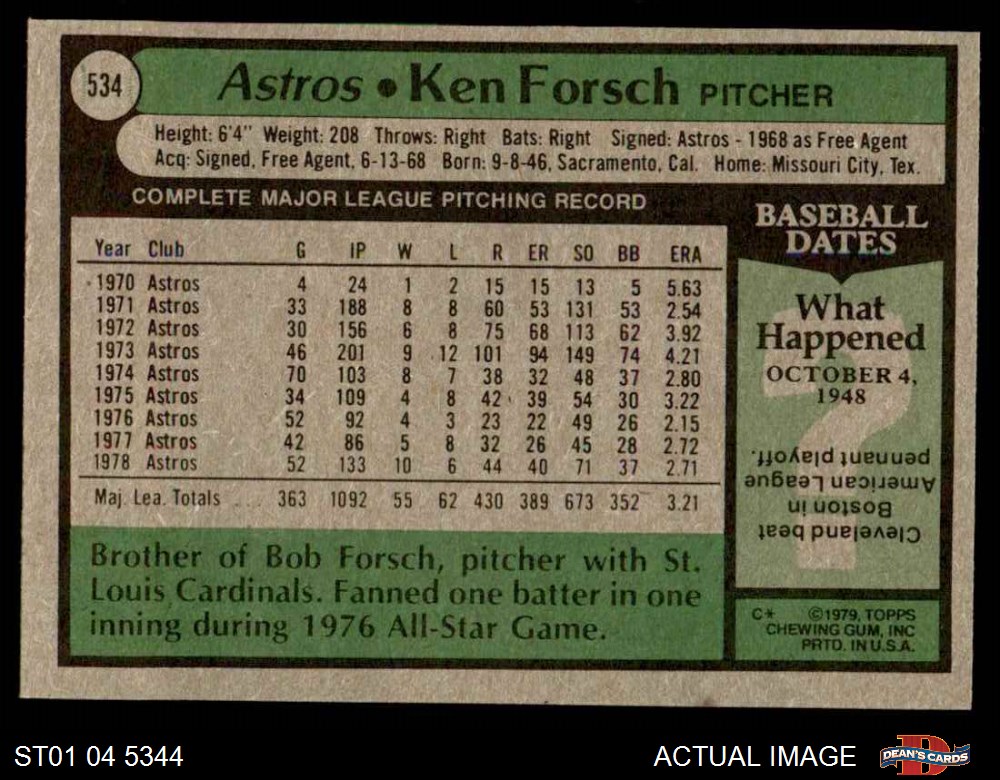 534
Astros • Ken Forsch PITCHER
Height: 6'4" Weight: 208 Throws: Right Bats: Right Signed: Astros - 1968 as Free Agent
Acq: Signed, Free Agent, 6-13-68 Born: 9-8-46, Sacramento, Cal. Home: Missouri City, Tex.
COMPLETE MAJOR LEAGUE PITCHING RECORD
Year Club G IP W L R ER SO BB ERA
1970 Astros 4 24 1 2 15 15 13 5 5.63
1971 Astros 33 188 8 8 60 53 131 53 2.54
1972 Astros 30 156 6 8 75 68 113 62 3.92
1973 Astros 46 201 9 12 101 94 149 74 4.21
1974 Astros 70 103 8 7 38 32 48 37 2.80
1975 Astros 34 109 4 8 42 39 54 30 3.22
1976 Astros 52 92 4 3 23 22 49 26 2.15
1977 Astros 42 86 5 8 32 26 45 28 2.72
1978 Astros 52 133 10 6 44 40 71 37 2.71
Maj. Lea. Totals 363 1092 55 62 430 389 673 352 3.21
Brother of Bob Forsch, pitcher with St.
Louis Cardinals. Fanned one batter in one
inning during 1976 All-Star Game.
BASEBALL
DATES
What
Happened
OCTOBER 4,
1948
?
Cleveland beat
Boston in
American League
pennant playoff.
C* ©1979, TOPPS
CHEWING GUM, INC
PRTD. IN U.S.A.
ST01 04 5344
ACTUAL IMAGE
D
DEAN'S CARDS